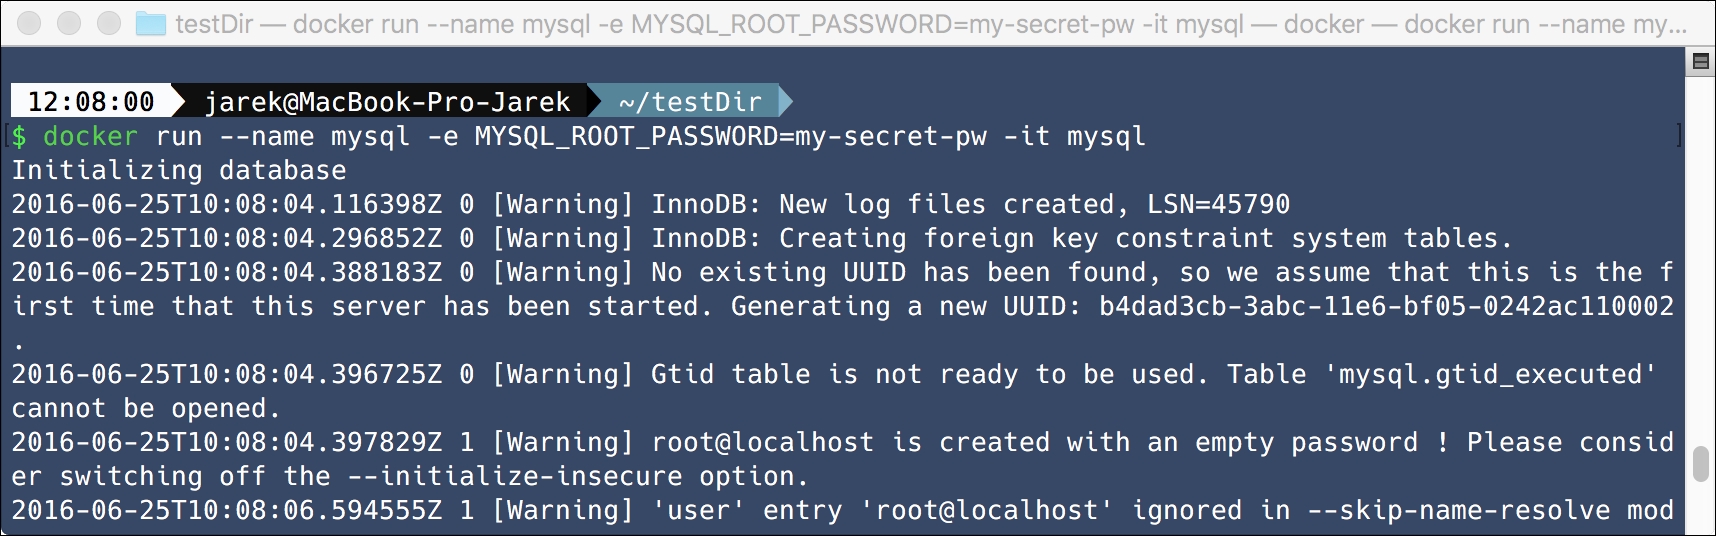 testDir — docker run --name mysql -e MYSQL_ROOT_PASSWORD=my-secret-pw -it mysql — docker — docker run --name my...
12:08:00 jarek@MacBook-Pro-Jarek ~/testDir
[$ docker run --name mysql -e MYSQL_ROOT_PASSWORD=my-secret-pw -it mysql ]
Initializing database
2016-06-25T10:08:04.116398Z 0 [Warning] InnoDB: New log files created, LSN=45790
2016-06-25T10:08:04.296852Z 0 [Warning] InnoDB: Creating foreign key constraint system tables.
2016-06-25T10:08:04.388183Z 0 [Warning] No existing UUID has been found, so we assume that this is the f
irst time that this server has been started. Generating a new UUID: b4dad3cb-3abc-11e6-bf05-0242ac110002
.
2016-06-25T10:08:04.396725Z 0 [Warning] Gtid table is not ready to be used. Table 'mysql.gtid_executed'
cannot be opened.
2016-06-25T10:08:04.397829Z 1 [Warning] root@localhost is created with an empty password ! Please consid
er switching off the --initialize-insecure option.
2016-06-25T10:08:06.594555Z 1 [Warning] 'user' entry 'root@localhost' ignored in --skip-name-resolve mod